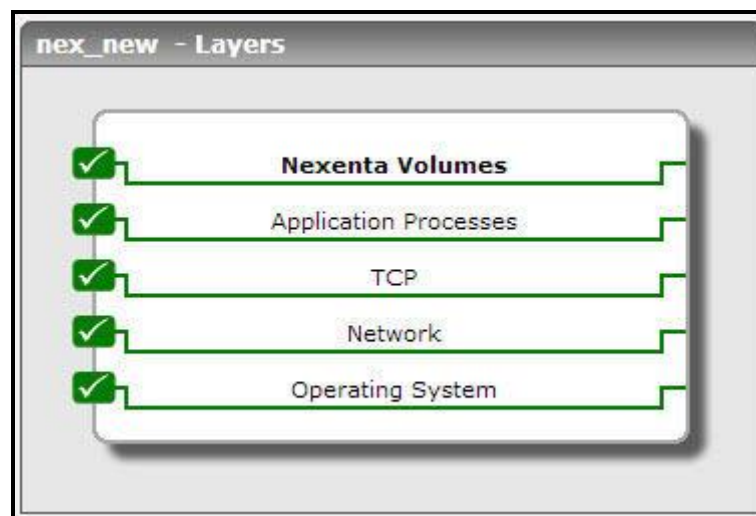 nex_new - Layers
Nexenta Volumes
Application Processes
TCP
Network
Operating System